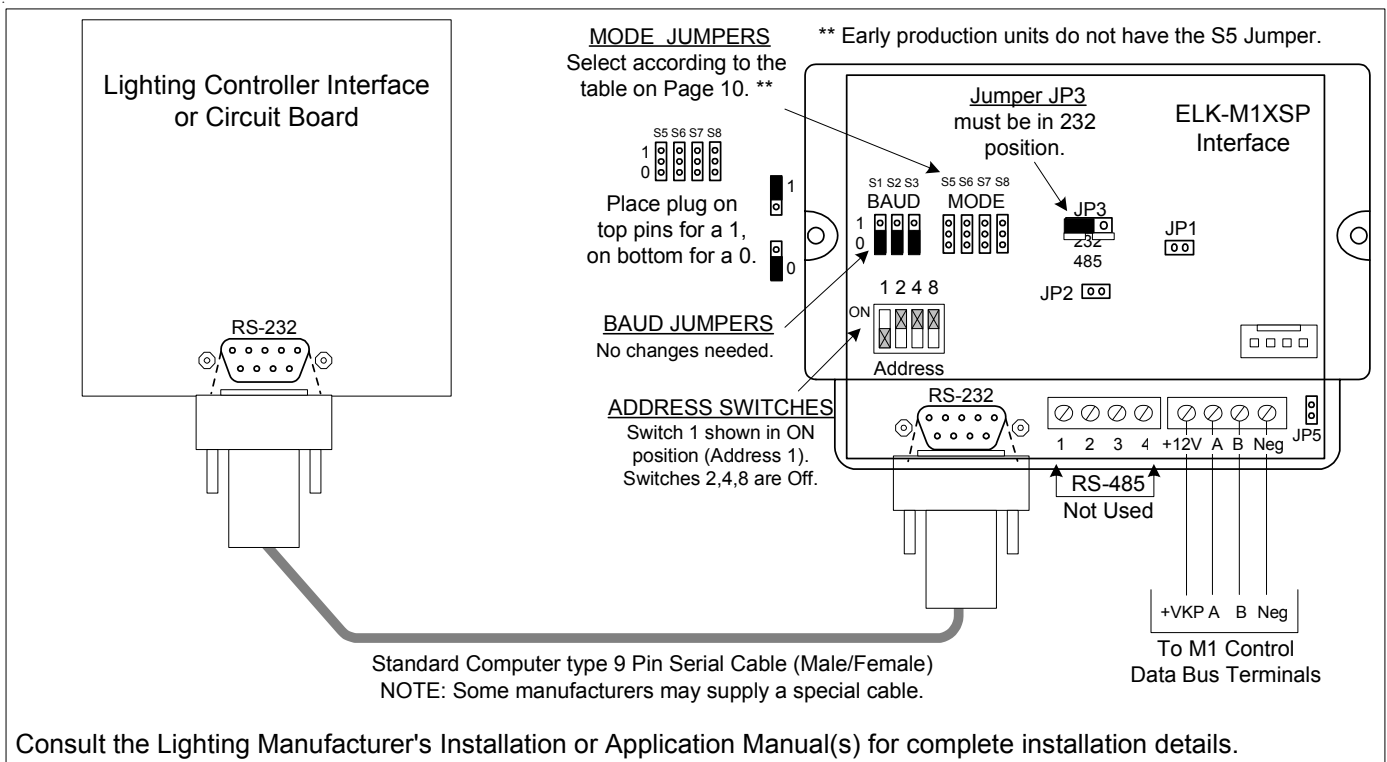 Lighting Controller Interface
or Circuit Board
RS-232
MODE JUMPERS
Select according to the
table on Page 10. **
** Early production units do not have the S5 Jumper.
S5 S6 S7 S8
1
0
Place plug on
top pins for a 1,
on bottom for a 0.
1
0
BAUD JUMPERS
No changes needed.
ADDRESS SWITCHES
Switch 1 shown in ON
position (Address 1).
Switches 2,4,8 are Off.
Jumper JP3
must be in 232
position.
ELK-M1XSP
Interface
S1 S2 S3
BAUD
1
0
S5 S6 S7 S8
MODE
JP3
232
485
JP1
JP2
1 2 4 8
ON
Address
RS-232
1 2 3 4
+12V A B Neg
JP5
RS-485
Not Used
+VKP A B Neg
To M1 Control
Data Bus Terminals
Standard Computer type 9 Pin Serial Cable (Male/Female)
NOTE: Some manufacturers may supply a special cable.
Consult the Lighting Manufacturer's Installation or Application Manual(s) for complete installation details.